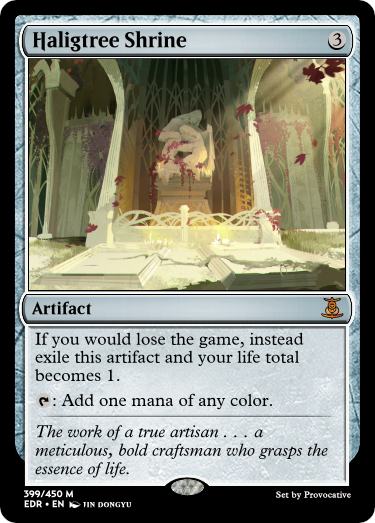 Haligtree Shrine 3
Artifact
If you would lose the game, instead
exile this artifact and your life total
becomes 1.
: Add one mana of any color.
The work of a true artisan . . . a
meticulous, bold craftsman who grasps the
essence of life.
399/450 M
EDR • EN JIN DONGYU
Set by Provocative